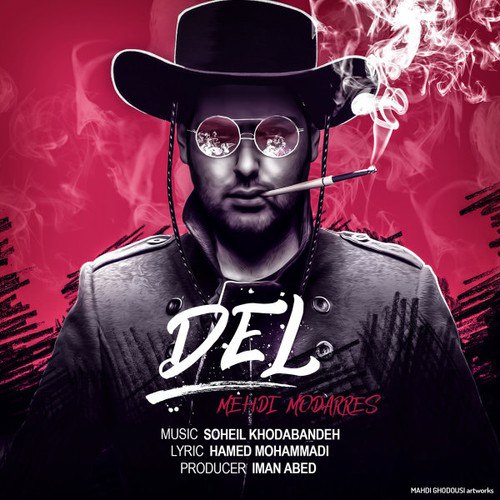 DEL
MEHDI MODARRES
MUSIC SOHEIL KHODABANDEH
LYRIC HAMED MOHAMMADI
PRODUCER IMAN ABED
MAHDI GHODOUSI artworks